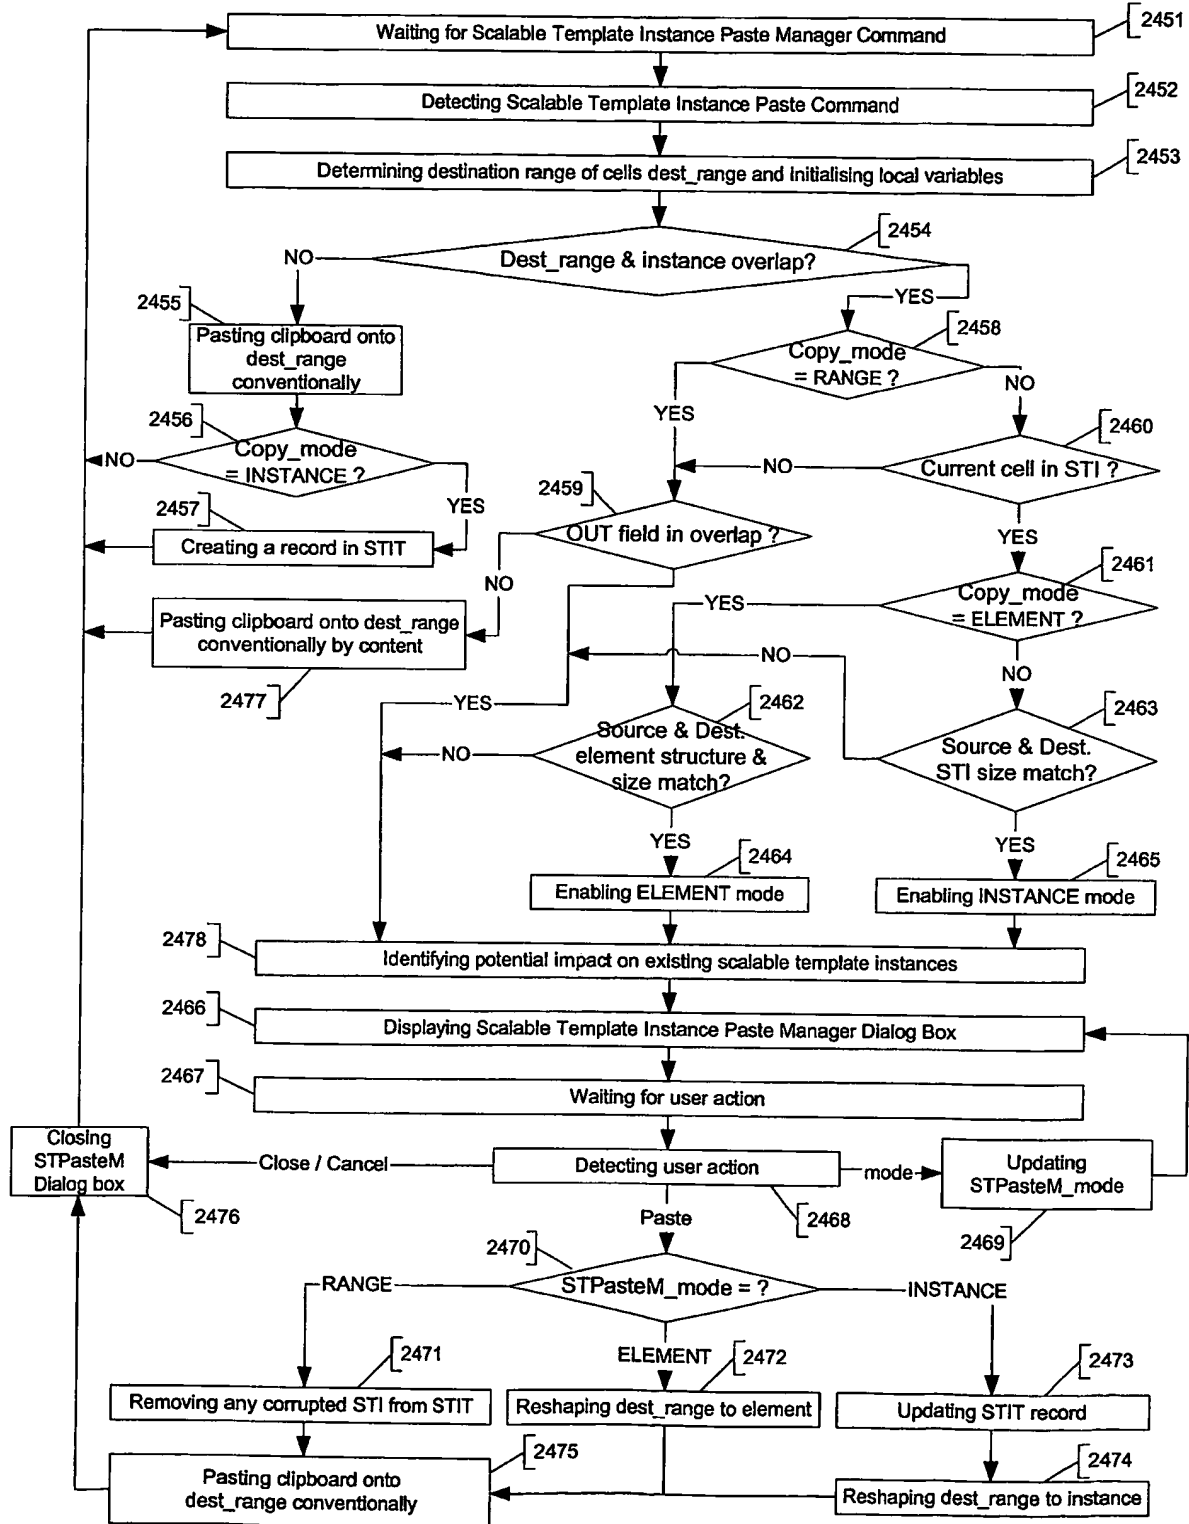 2451
Waiting for Scalable Template Instance Paste Manager Command
2452
Detecting Scalable Template Instance Paste Command
2453
Determining destination range of cells dest_range and initialising local variables
2454
Dest_range & instance overlap?
NO
YES
2455
Pasting clipboard onto
dest_range
conventionally
2458
Copy_mode
= RANGE ?
NO
YES
2456
Copy_mode
= INSTANCE ?
NO
YES
2460
Current cell in STI ?
NO
YES
2459
OUT field in overlap ?
NO
YES
2457
Creating a record in STIT
2461
Copy_mode
= ELEMENT ?
YES
NO
Pasting clipboard onto dest_range
conventionally by content
2477
NO
2462
Source & Dest.
element structure &
size match?
NO
YES
2463
Source & Dest.
STI size match?
YES
2464
Enabling ELEMENT mode
2465
Enabling INSTANCE mode
2478
Identifying potential impact on existing scalable template instances
2466
Displaying Scalable Template Instance Paste Manager Dialog Box
2467
Waiting for user action
Closing
STPasteM
Dialog box
2476
Close / Cancel
Detecting user action
2468
mode
Updating
STPasteM_mode
2469
Paste
2470
STPasteM_mode = ?
RANGE
INSTANCE
ELEMENT
2471
Removing any corrupted STI from STIT
2472
Reshaping dest_range to element
2473
Updating STIT record
2475
Pasting clipboard onto
dest_range conventionally
2474
Reshaping dest_range to instance